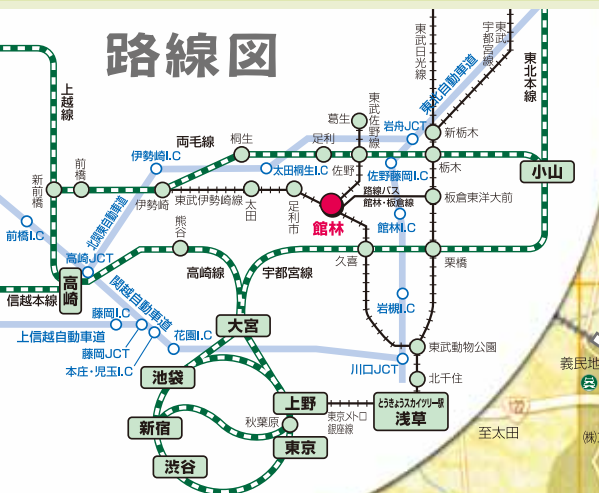 路線図
上越線
新前橋
前橋
伊勢崎I.C
両毛線
桐生
足利
葛生
東武佐野線
佐野
岩舟JCT
東武日光線
東武宇都宮線
東北自動車道
東北本線
新栃木
栃木
小山
太田桐生I.C
佐野藤岡I.C
伊勢崎
東武伊勢崎線
太田
足利市
館林
路線バス
館林・板倉線
板倉東洋大前
館林I.C
前橋I.C
北関東自動車道
高崎JCT
熊谷
高崎線
宇都宮線
久喜
栗橋
高崎
信越本線
関越自動車道
藤岡I.C
上信越自動車道
藤岡JCT
本庄・児玉I.C
花園I.C
大宮
岩槻I.C
東武動物公園
川口JCT
北千住
池袋
上野
東京メトロ
銀座線
とうきょうスカイツリー駅
浅草
新宿
秋葉原
東京
渋谷
義民地
122
至太田
㈱